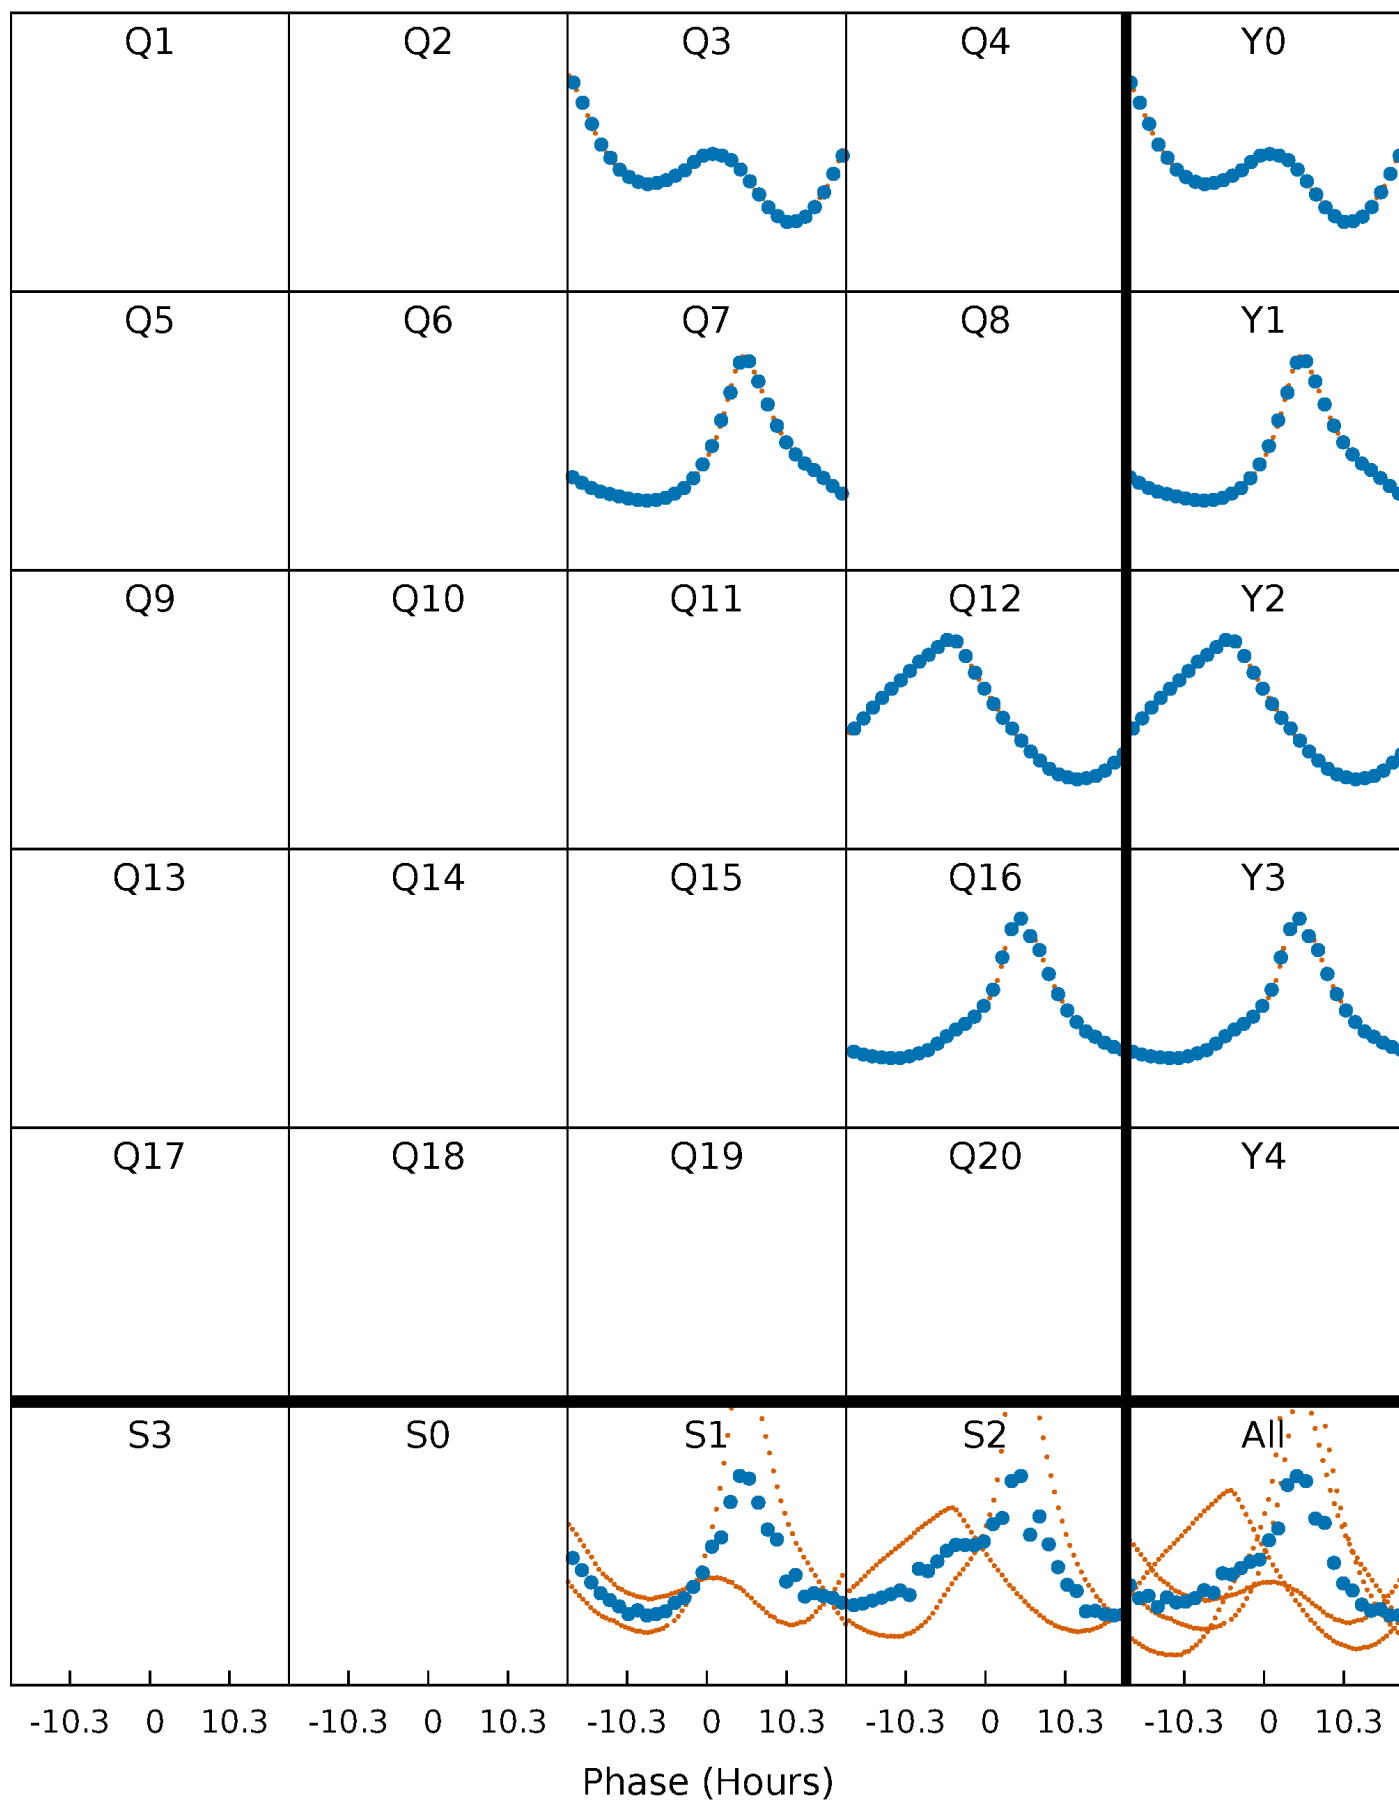 Q1 Q2 Q3 Q4 Y0
Q5 Q6 Q7 Q8 Y1
Q9 Q10 Q11 Q12 Y2
Q13 Q14 Q15 Q16 Y3
Q17 Q18 Q19 Q20 Y4
S3 S0 S1 S2 All
-10.3 0 10.3 -10.3 0 10.3 -10.3 0 10.3 -10.3 0 10.3 -10.3 0 10.3
Phase (Hours)